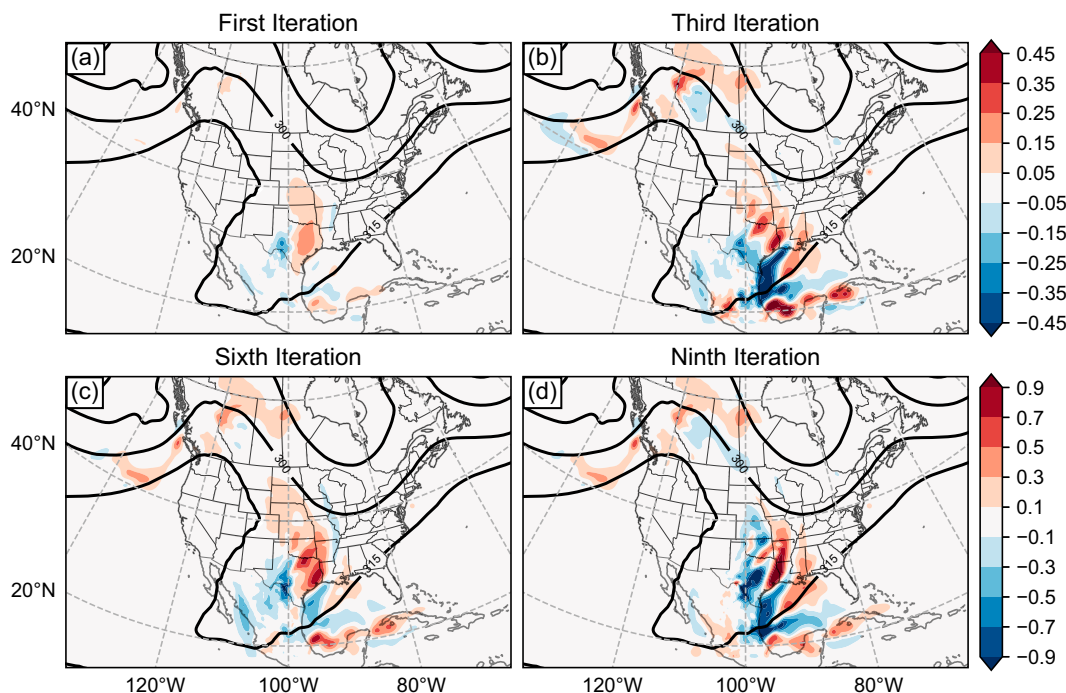 First Iteration
Third Iteration
(a)
(b)
300
315
300
315
40°N
20°N
0.45
0.35
0.25
0.15
0.05
−0.05
−0.15
−0.25
−0.35
−0.45
Sixth Iteration
Ninth Iteration
(c)
(d)
300
315
300
315
40°N
20°N
0.9
0.7
0.5
0.3
0.1
−0.1
−0.3
−0.5
−0.7
−0.9
120°W
100°W
80°W
120°W
100°W
80°W